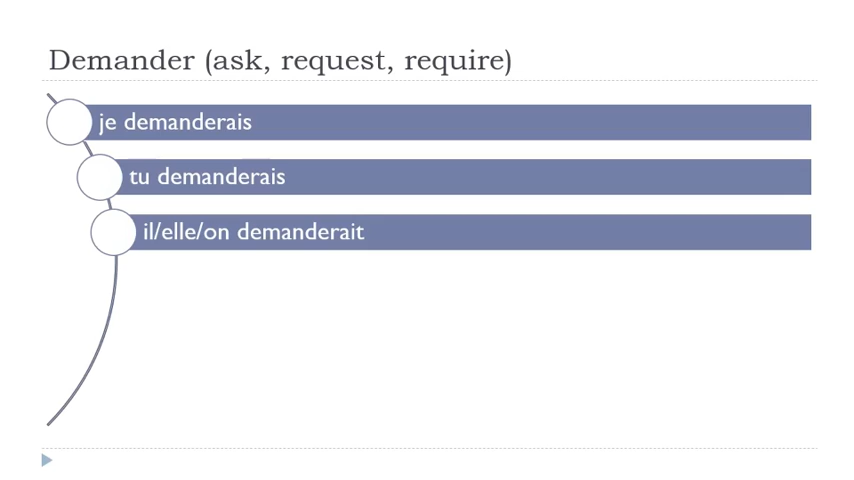 Demander (ask, request, require)
je demanderais
tu demanderais
il/elle/on demanderait